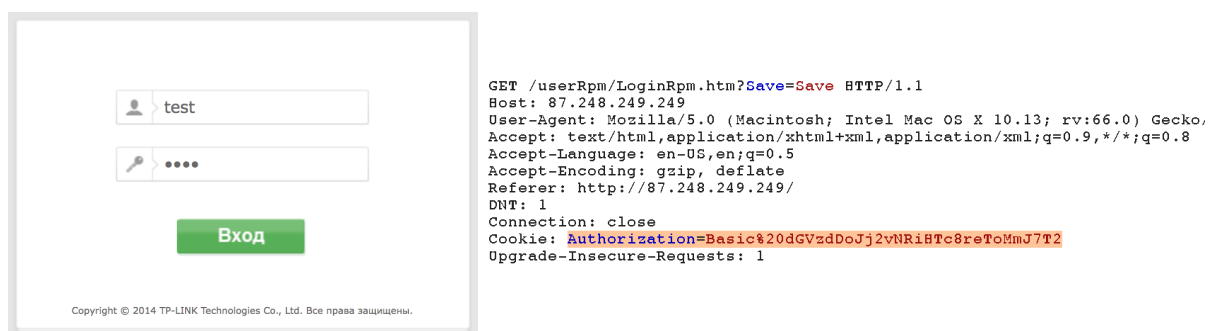 test
••••
Вход
Copyright © 2014 TP-LINK Technologies Co., Ltd. Все права защищены.
GET /userRpm/LoginRpm.htm?Save=Save HTTP/1.1
Host: 87.248.249.249
User-Agent: Mozilla/5.0 (Macintosh; Intel Mac OS X 10.13; rv:66.0) Gecko/
Accept: text/html,application/xhtml+xml,application/xml;q=0.9,*/*;q=0.8
Accept-Language: en-US,en;q=0.5
Accept-Encoding: gzip, deflate
Referer: http://87.248.249.249/
DNT: 1
Connection: close
Cookie: Authorization=Basic%20dGVzdDoJj2vNRiHTc8reToMmJ7T2
Upgrade-Insecure-Requests: 1